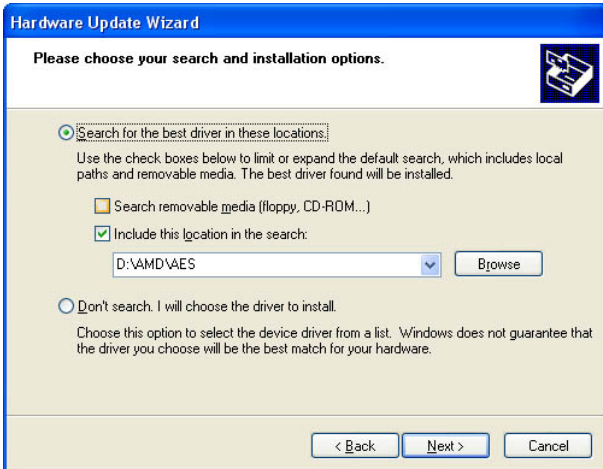 Hardware Update Wizard
Please choose your search and installation options.
Search for the best driver in these locations.
Use the check boxes below to limit or expand the default search, which includes local
paths and removable media. The best driver found will be installed.
Search removable media (floppy, CD-ROM...)
Include this location in the search:
D:\AMD\AES
Browse
Don't search. I will choose the driver to install.
Choose this option to select the device driver from a list. Windows does not guarantee that
the driver you choose will be the best match for your hardware.
< Back
Next >
Cancel